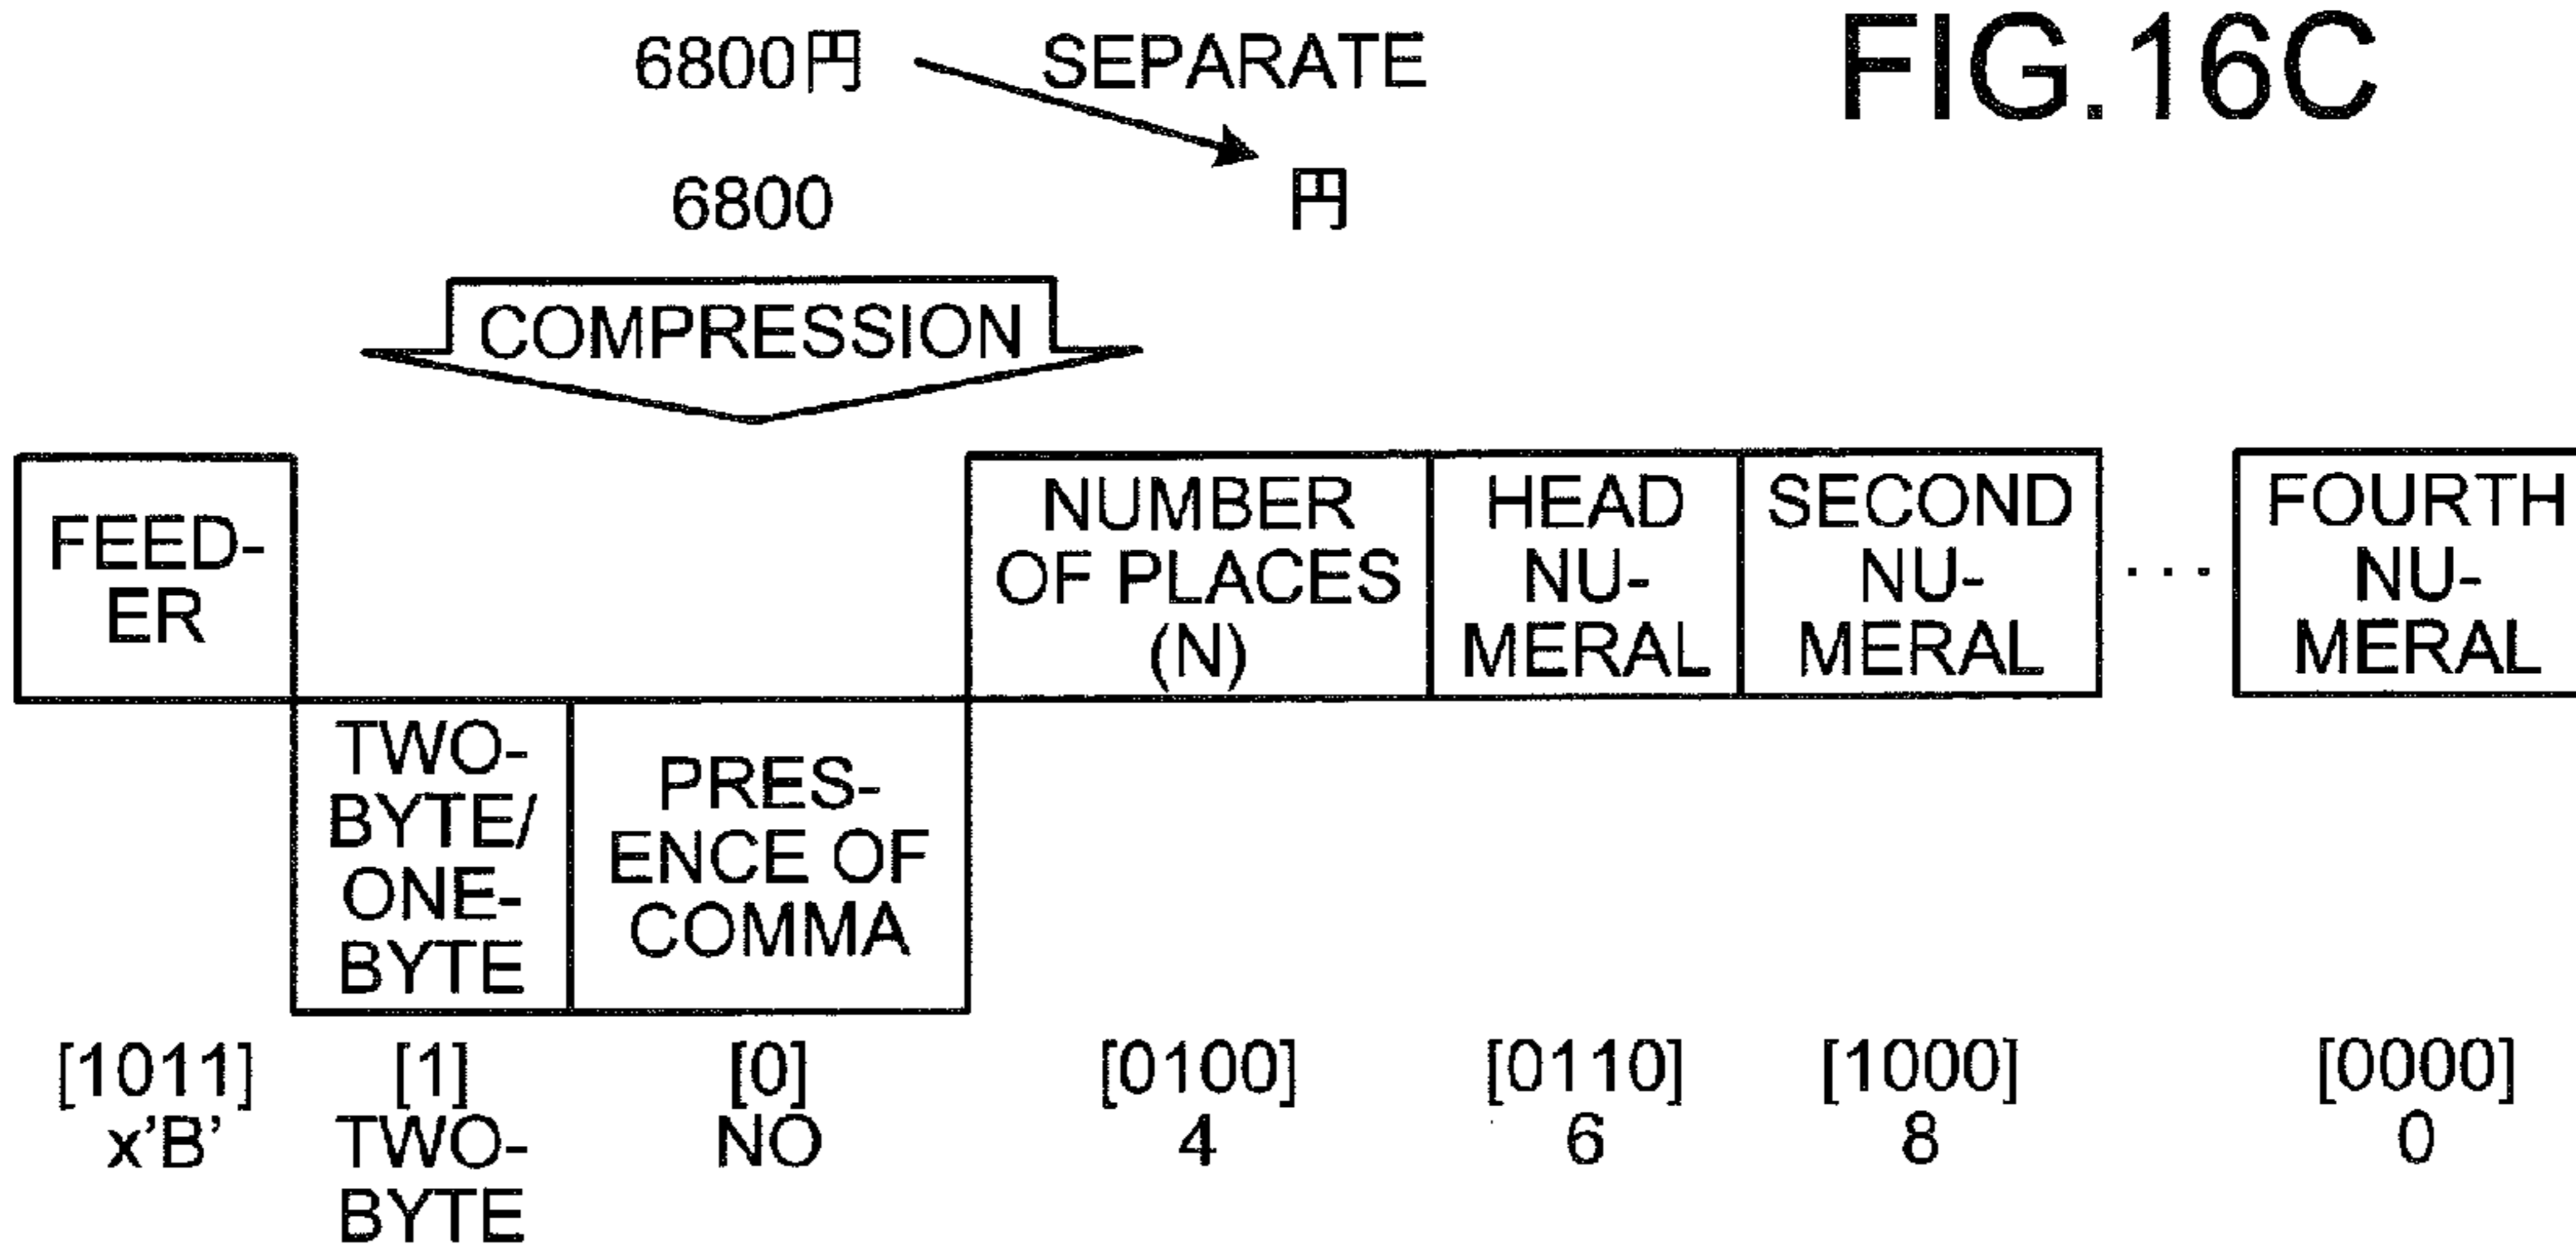 FIG.16C
6800円
SEPARATE
6800
円
COMPRESSION
FEED-
ER
TWO-
BYTE/
ONE-
BYTE
PRES-
ENCE OF
COMMA
NUMBER
OF PLACES
(N)
HEAD
NU-
MERAL
SECOND
NU-
MERAL
· · ·
FOURTH
NU-
MERAL
[1011]
x’B’
[1]
TWO-
BYTE
[0]
NO
[0100]
4
[0110]
6
[1000]
8
[0000]
0